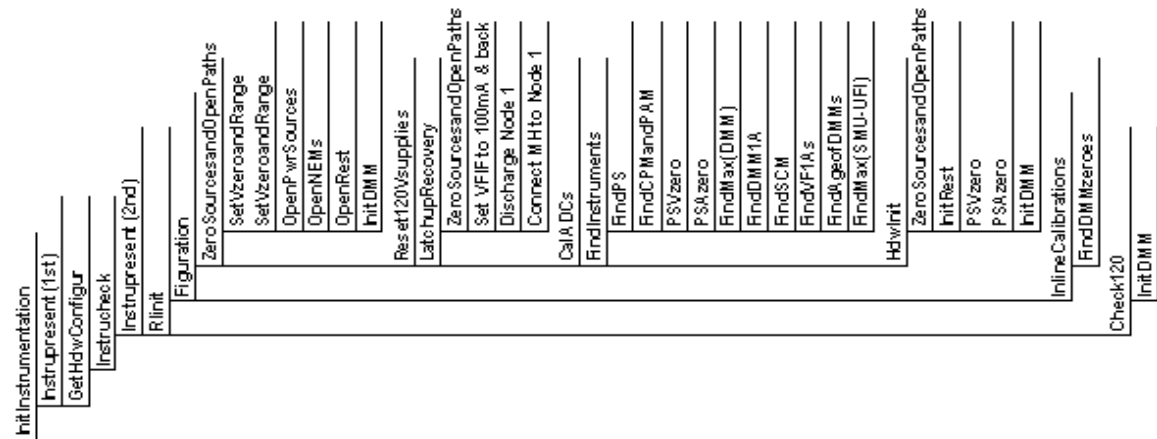 InitInstrumentation
Instrupresent (1st)
GetHdwConfigur
Instrucheck
Instrupresent (2nd)
RIinit
Figuration
ZeroSourcesandOpenPaths
SetVzeroandRange
SetVzeroandRange
OpenPwrSources
OpenNEMs
OpenRest
InitDMM
Reset120Vsupplies
LatchupRecovery
ZeroSourcesandOpenPaths
Set VFIF to 100mA & back
Discharge Node 1
Connect MH to Node 1
CalADCs
FindInstruments
FindPS
FindCPMandPAM
PSVzero
PSAzero
FindMax(DMM)
FindDMM1A
FindSCM
FindVF1As
FindAgeofDMMs
FindMax(SMU-UFI)
HdwInit
ZeroSourcesandOpenPaths
InitRest
PSVzero
PSAzero
InitDMM
InlineCalibrations
FindDMMzeroes
Check120
InitDMM